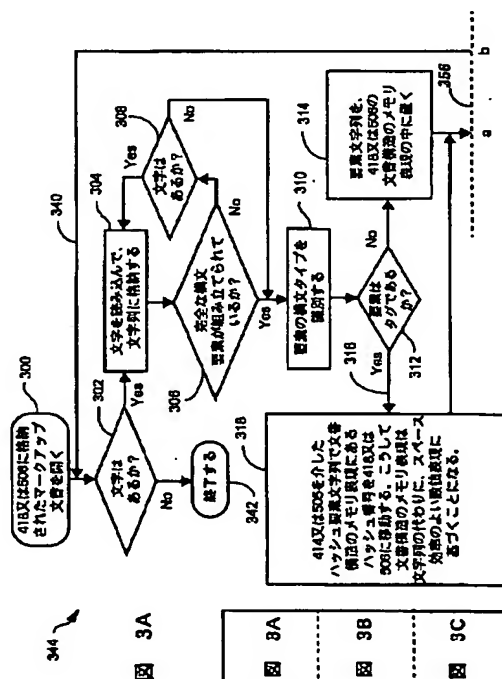 344
図 3A
300
418又は506に格納
されたマークアップ
文書を開く
340
302
文字は
あるか?
Yes
No
終了する
342
304
文字を読み込んで、
文字列に格納する
308
文字は
あるか?
Yes
No
306
完全な構文
要素が組み立てられて
いるか?
No
Yes
310
要素の構文タイプを
識別する
要素は
タグである
か?
312
316
Yes
No
314
要素文字列を、
418又は506の
文書構造のメモリ
表現の中に置く
318
414又は505を介した
ハッシュ要素文字列で文書
構造のメモリ表現にある
ハッシュ番号を418又は
506に移動する。こうして
文書構造のメモリ表現は
文字列の代わりに、スペース
効率のよい数値表現に
基づくことになる。
356
a
b
図 3A
図 3B
図 3C